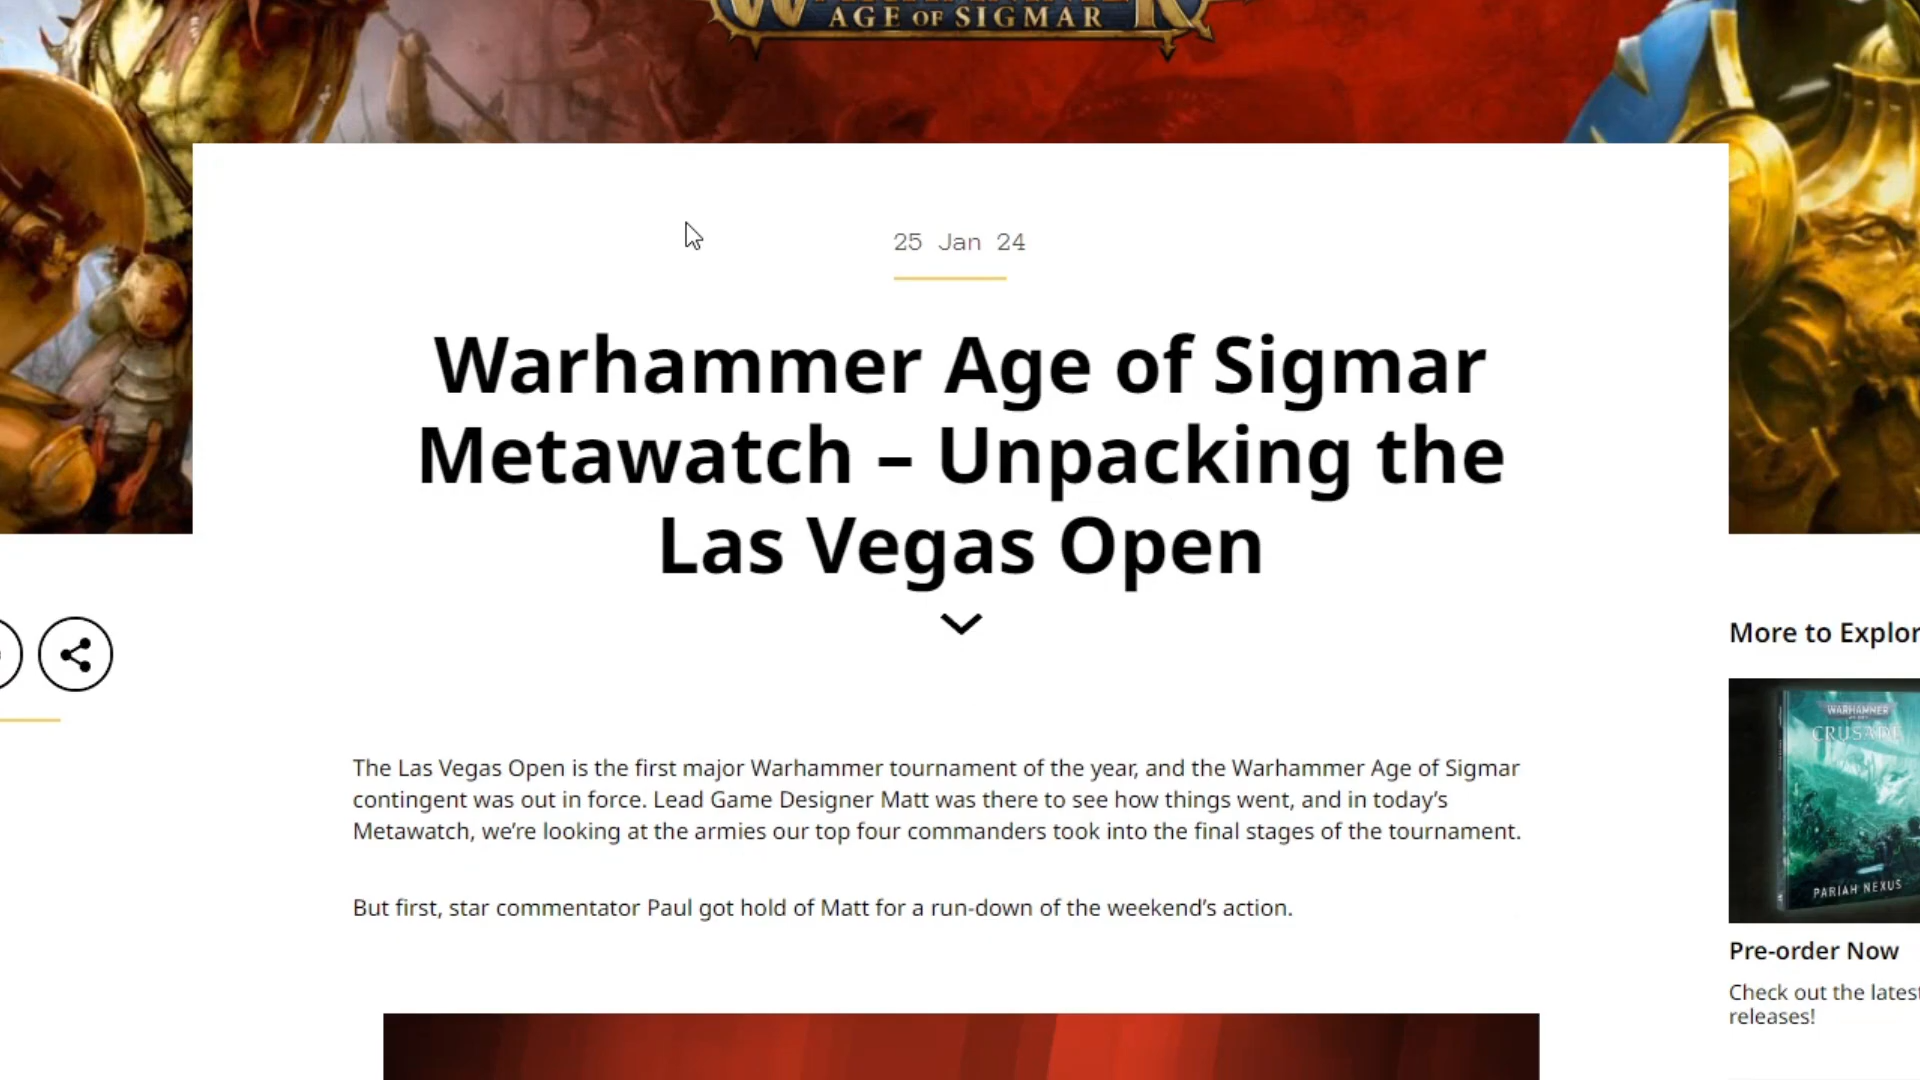 AGE OF SIGMAR
25 Jan 24
Warhammer Age of Sigmar
Metawatch – Unpacking the
Las Vegas Open
The Las Vegas Open is the first major Warhammer tournament of the year, and the Warhammer Age of Sigmar
contingent was out in force. Lead Game Designer Matt was there to see how things went, and in today’s
Metawatch, we’re looking at the armies our top four commanders took into the final stages of the tournament.
But first, star commentator Paul got hold of Matt for a run-down of the weekend’s action.
More to Explor
WARHAMMER
CRUSADE
PARIAH NEXUS
Pre-order Now
Check out the latest
releases!